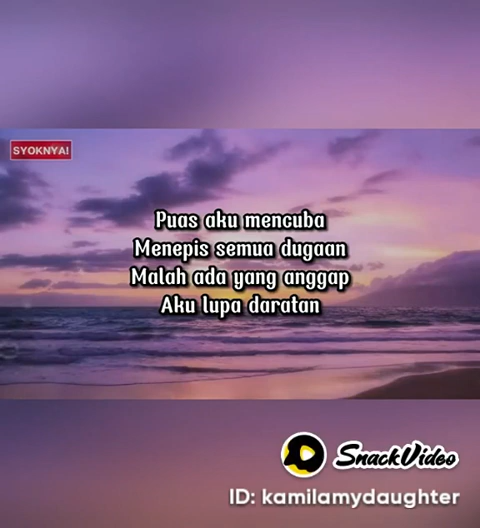 SYOKNYA!
Puas aku mencuba
Menepis semua dugaan
Malah ada yang anggap
Aku lupa daratan
SnackVideo
ID: kamilamydaughter